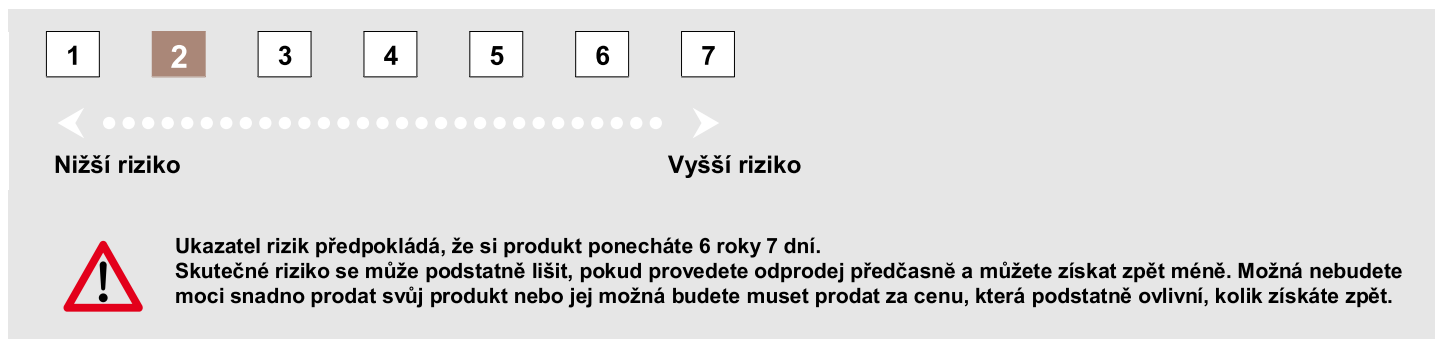 1 2 3 4 5 6 7
Nižší riziko Vyšší riziko
Ukazatel rizik předpokládá, že si produkt ponecháte 6 roky 7 dní.
Skutečné riziko se může podstatně lišit, pokud provedete odprodej předčasně a můžete získat zpět méně. Možná nebudete
moci snadno prodat svůj produkt nebo jej možná budete muset prodat za cenu, která podstatně ovlivní, kolik získáte zpět.